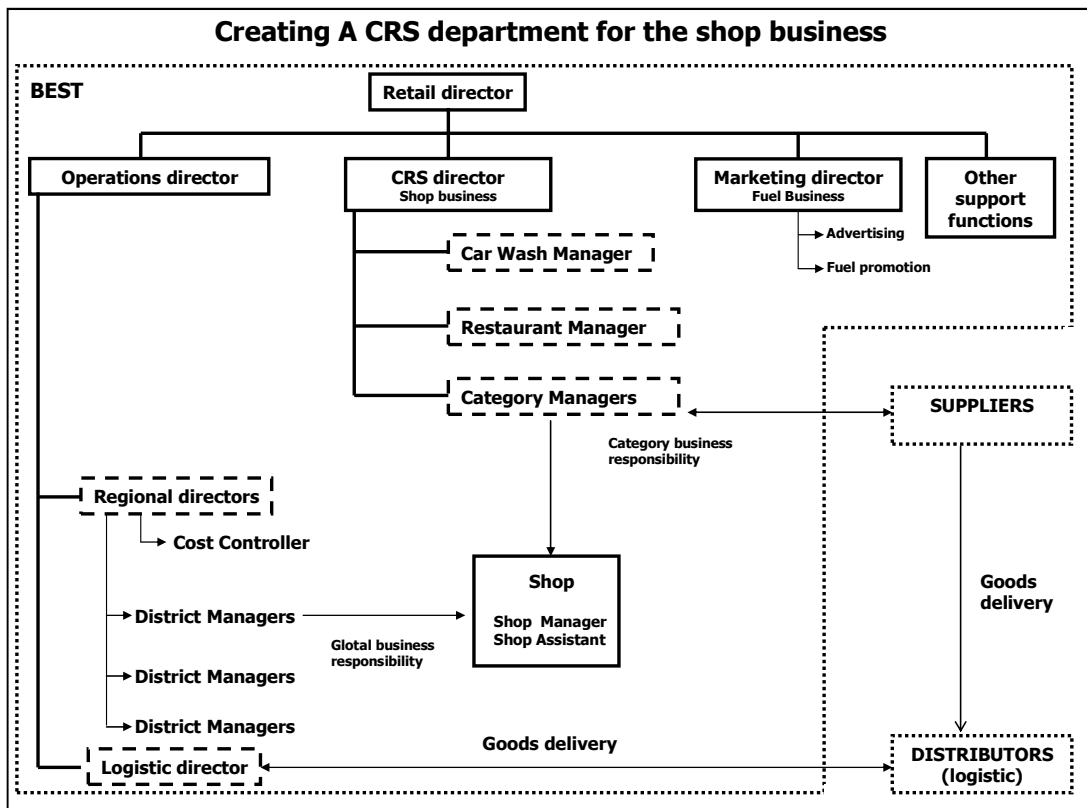 Creating A CRS department for the shop business
BEST
Retail director
Operations director
CRS director
Shop business
Marketing director
Fuel Business
Other
support
functions
Advertising
Fuel promotion
Car Wash Manager
Restaurant Manager
Category Managers
SUPPLIERS
Category business
responsibility
Regional directors
Cost Controller
Shop
Shop Manager
Shop Assistant
Goods
delivery
District Managers
Glotal business
responsibility
District Managers
District Managers
Goods delivery
Logistic director
DISTRIBUTORS
(logistic)